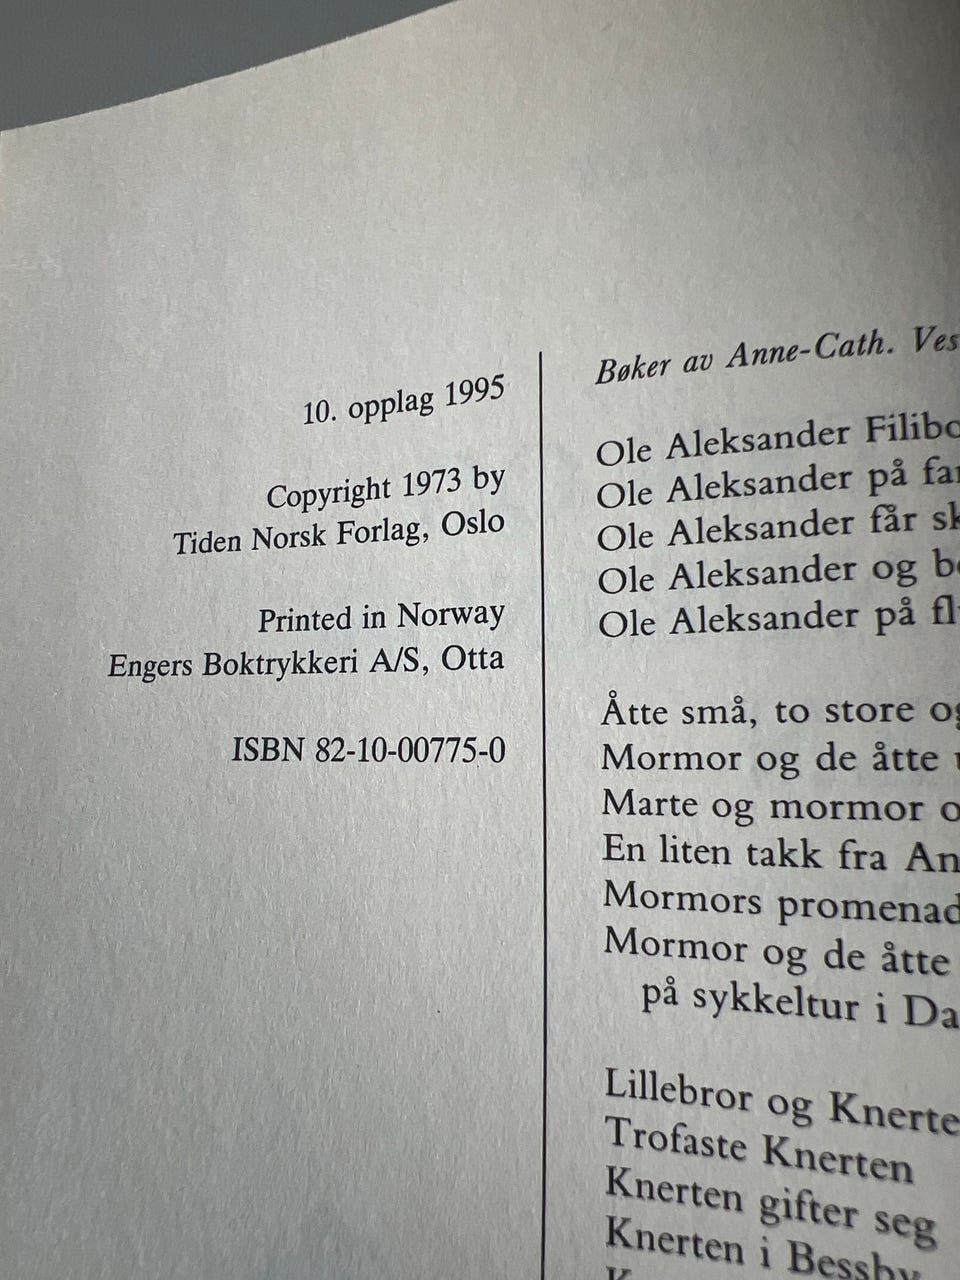 10. opplag 1995
Copyright 1973 by
Tiden Norsk Forlag, Oslo
Printed in Norway
Engers Boktrykkeri A/S, Otta
ISBN 82-10-00775-0
Bøker av Anne-Cath.
Ole Aleksander
Ole Aleksander på
Ole Aleksander får
Ole Aleksander og
Ole Aleksander på
Åtte små, to store
Mormor og de åtte
Marte og mormor
En liten takk fra
Mormors
Mormor og de åtte
på sykkeltur i
Lillebror og
Trofaste Knerten
Knerten gifter seg
Knerten i Bessby